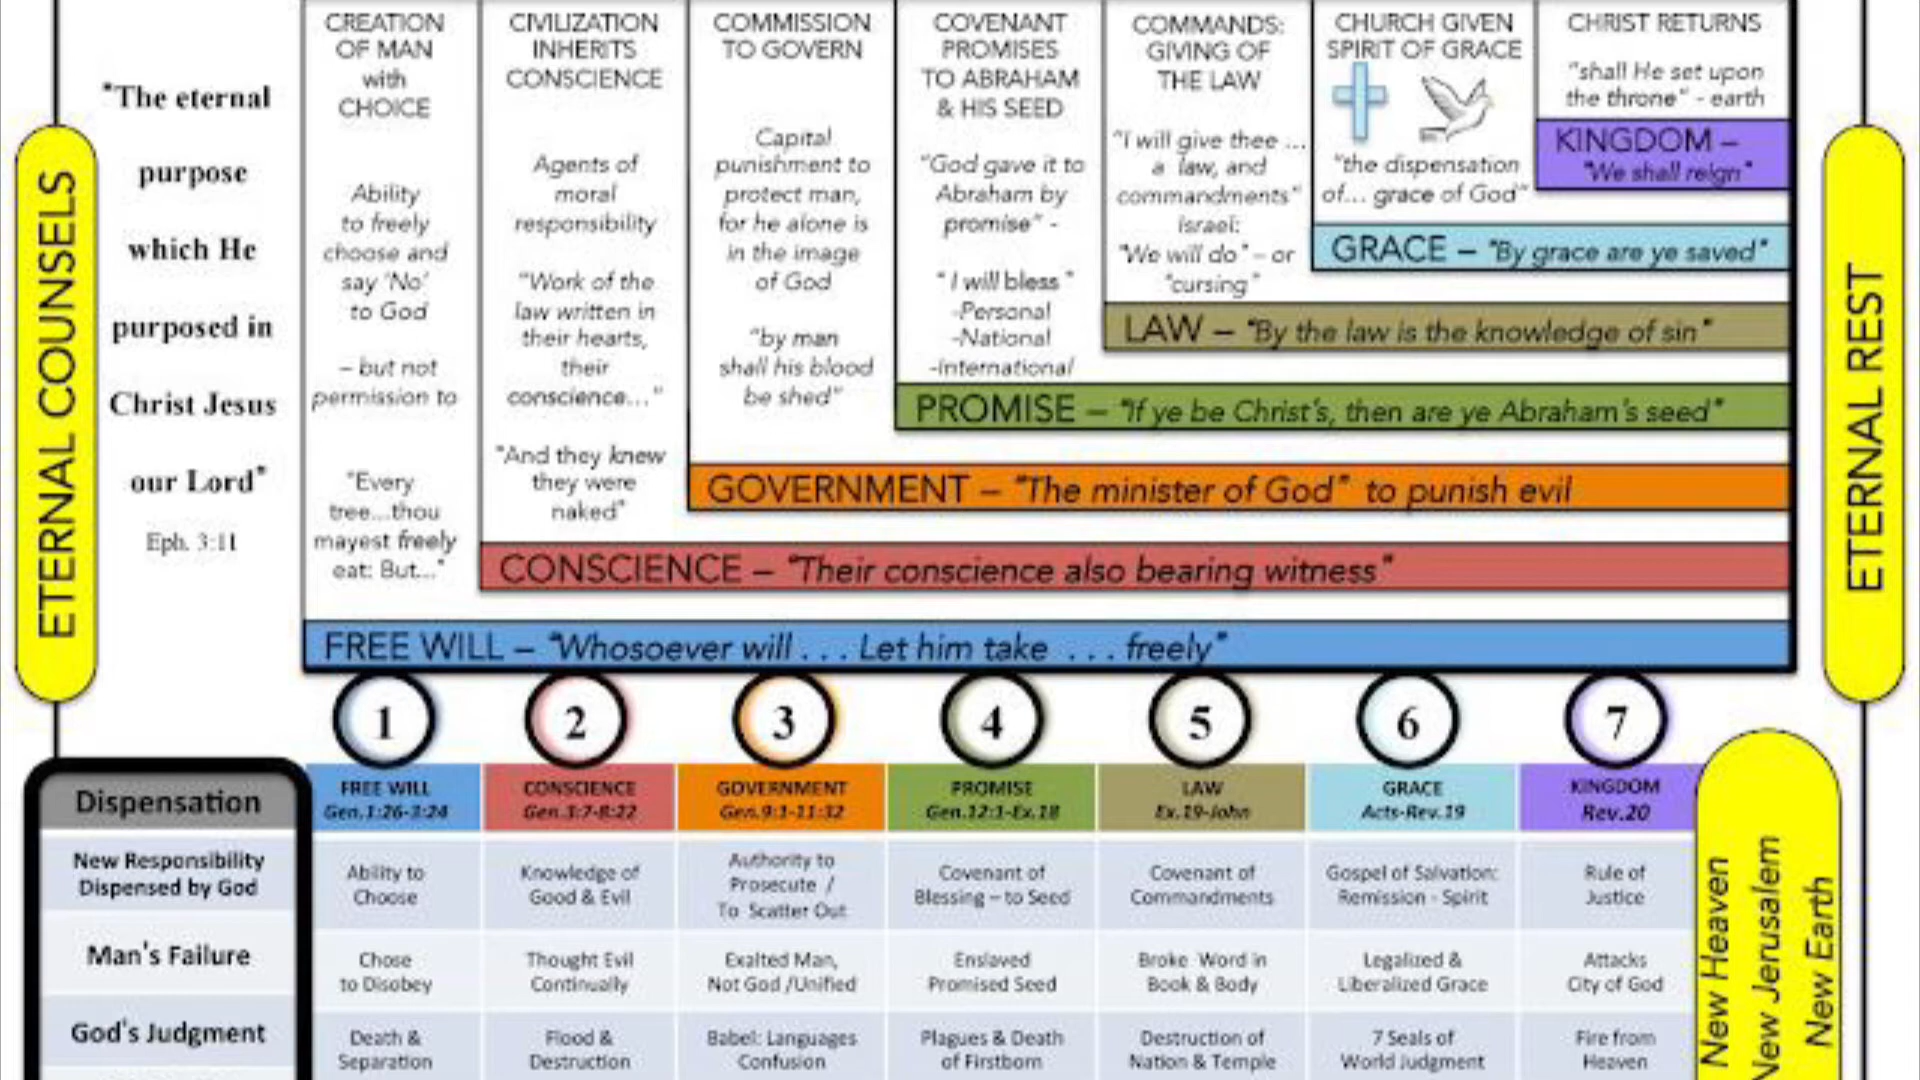 ETERNAL COUNSELS
"The eternal
purpose
which He
purposed in
Christ Jesus
our Lord"
Eph. 3:11
CREATION
OF MAN
with
CHOICE
Ability
to freely
choose and
say 'No'
to God
– but not
permission to
"Every
tree...thou
mayest freely
eat: But..."
CIVILIZATION
INHERITS
CONSCIENCE
Agents of
moral
responsibility
"Work of the
law written in
their hearts,
their
conscience..."
"And they knew
they were
naked"
COMMISSION
TO GOVERN
Capital
punishment to
protect man,
for he alone is
in the image
of God
"by man
shall his blood
be shed"
COVENANT
PROMISES
TO ABRAHAM
& HIS SEED
"God gave it to
Abraham by
promise" -
" I will bless "
-Personal
-National
-International
COMMANDS:
GIVING OF
THE LAW
"I will give thee ...
a law, and
commandments"
Israel:
"We will do" – or
"cursing"
CHURCH GIVEN
SPIRIT OF GRACE
"the dispensation
of... grace of God"
CHRIST RETURNS
"shall He set upon
the throne" - earth
KINGDOM –
"We shall reign"
GRACE – "By grace are ye saved"
LAW – "By the law is the knowledge of sin"
PROMISE – "If ye be Christ's, then are ye Abraham's seed"
GOVERNMENT – "The minister of God" to punish evil
CONSCIENCE – "Their conscience also bearing witness"
FREE WILL – "Whosoever will . . . Let him take . . . freely"
ETERNAL REST
1 2 3 4 5 6 7
Dispensation
FREE WILL
Gen.1:26-3:24
CONSCIENCE
Gen.3:7-8:22
GOVERNMENT
Gen.9:1-11:32
PROMISE
Gen.12:1-Ex.18
LAW
Ex.19-John
GRACE
Acts-Rev.19
KINGDOM
Rev.20
New Responsibility
Dispensed by God
Ability to
Choose
Knowledge of
Good & Evil
Authority to
Prosecute /
To Scatter Out
Covenant of
Blessing – to Seed
Covenant of
Commandments
Gospel of Salvation:
Remission - Spirit
Rule of
Justice
Man's Failure
Chose
to Disobey
Thought Evil
Continually
Exalted Man,
Not God /Unified
Enslaved
Promised Seed
Broke Word in
Book & Body
Legalized &
Liberalized Grace
Attacks
City of God
God's Judgment
Death &
Separation
Flood &
Destruction
Babel: Languages
Confusion
Plagues & Death
of Firstborn
Destruction of
Nation & Temple
7 Seals of
World Judgment
Fire from
Heaven
New Heaven
New Jerusalem
New Earth